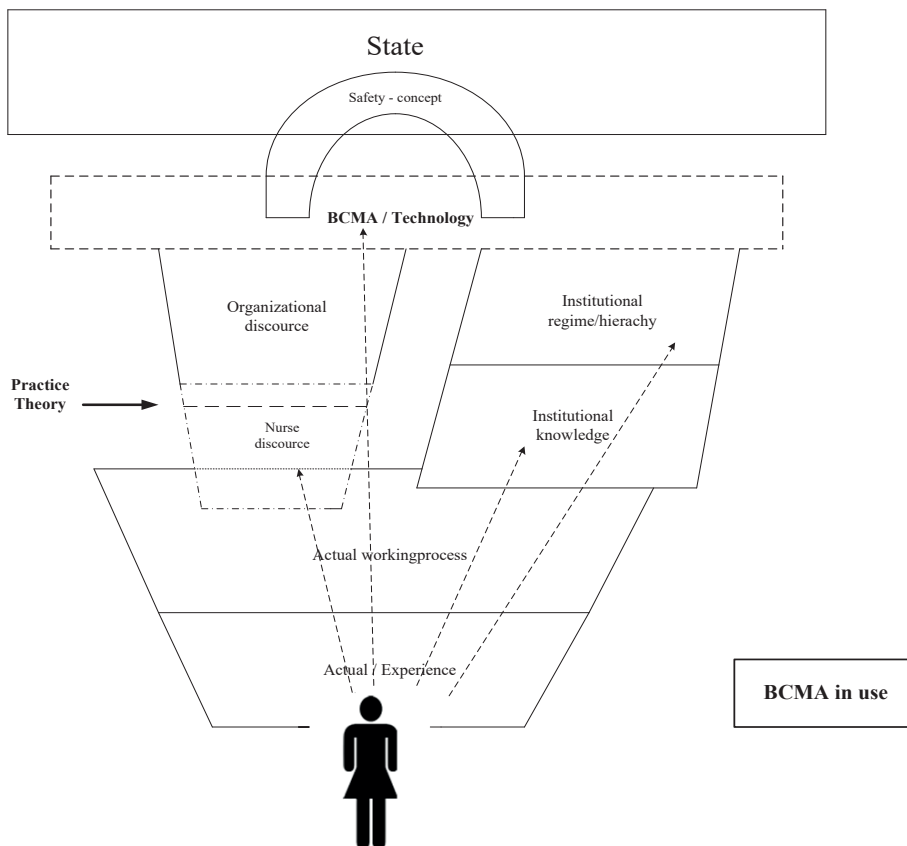 State
Safety - concept
BCMA / Technology
Organizational
discource
Institutional
regime/hierachy
Practice
Theory
Nurse
discource
Institutional
knowledge
Actual workingprocess
Actual / Experience
BCMA in use